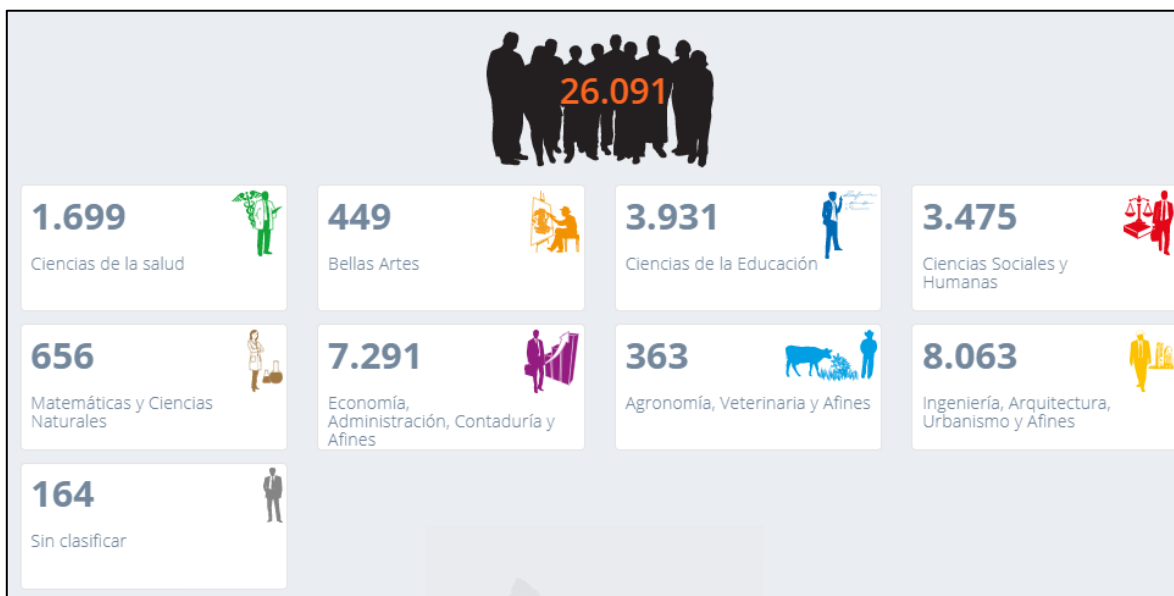 26.091
1.699
Ciencias de la salud
449
Bellas Artes
3.931
Ciencias de la Educación
3.475
Ciencias Sociales y
Humanas
656
Matemáticas y Ciencias
Naturales
7.291
Economía,
Administración, Contaduría y
Afines
363
Agronomía, Veterinaria y Afines
8.063
Ingeniería, Arquitectura,
Urbanismo y Afines
164
Sin clasificar